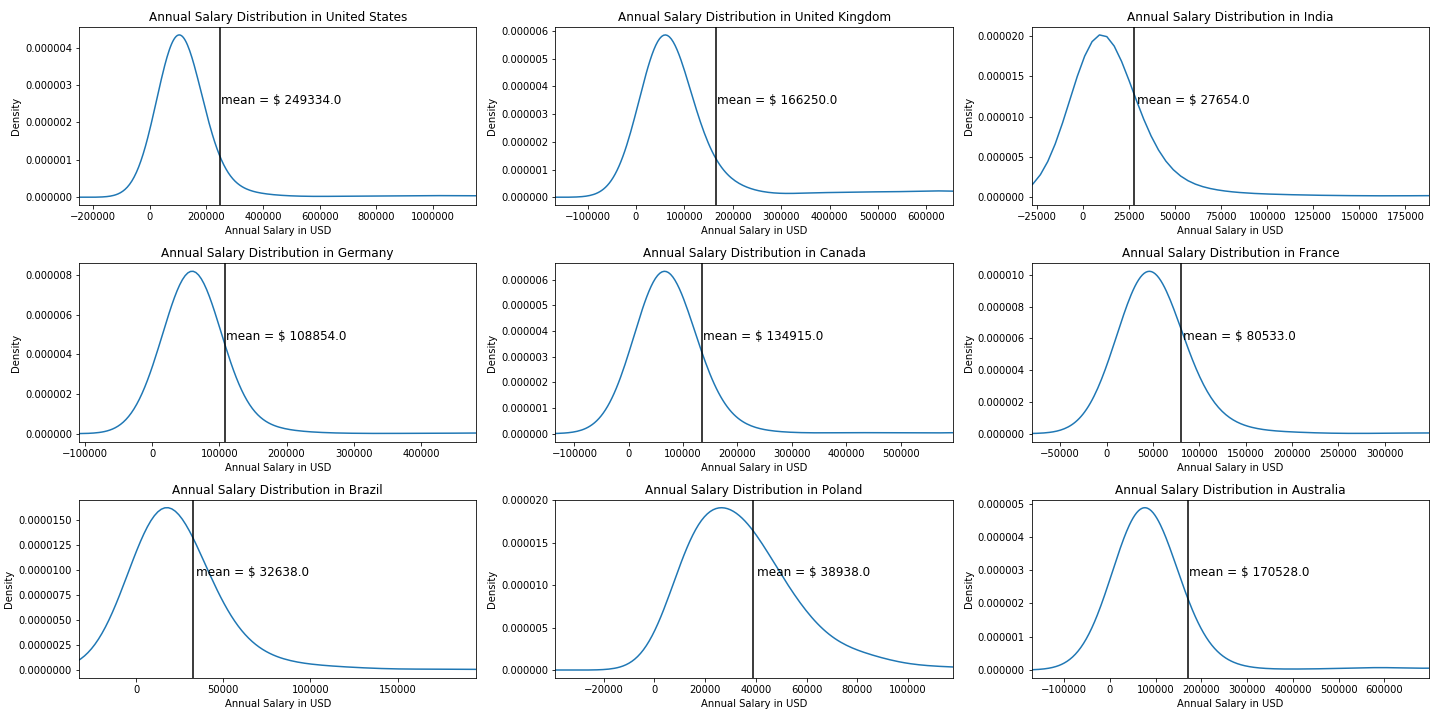 Annual Salary Distribution in United States
0.000004
0.000003
0.000002
0.000001
0.000000
Density
mean = $ 249334.0
−200000 0 200000 400000 600000 800000 1000000
Annual Salary in USD
Annual Salary Distribution in United Kingdom
0.000006
0.000005
0.000004
0.000003
0.000002
0.000001
0.000000
Density
mean = $ 166250.0
−100000 0 100000 200000 300000 400000 500000 600000
Annual Salary in USD
Annual Salary Distribution in India
0.000020
0.000015
0.000010
0.000005
0.000000
Density
mean = $ 27654.0
−25000 0 25000 50000 75000 100000 125000 150000 175000
Annual Salary in USD
Annual Salary Distribution in Germany
0.000008
0.000006
0.000004
0.000002
0.000000
Density
mean = $ 108854.0
−100000 0 100000 200000 300000 400000
Annual Salary in USD
Annual Salary Distribution in Canada
0.000006
0.000005
0.000004
0.000003
0.000002
0.000001
0.000000
Density
mean = $ 134915.0
−100000 0 100000 200000 300000 400000 500000
Annual Salary in USD
Annual Salary Distribution in France
0.000010
0.000008
0.000006
0.000004
0.000002
0.000000
Density
mean = $ 80533.0
−50000 0 50000 100000 150000 200000 250000 300000
Annual Salary in USD
Annual Salary Distribution in Brazil
0.0000150
0.0000125
0.0000100
0.0000075
0.0000050
0.0000025
0.0000000
Density
mean = $ 32638.0
0 50000 100000 150000
Annual Salary in USD
Annual Salary Distribution in Poland
0.000020
0.000015
0.000010
0.000005
0.000000
Density
mean = $ 38938.0
−20000 0 20000 40000 60000 80000 100000
Annual Salary in USD
Annual Salary Distribution in Australia
0.000005
0.000004
0.000003
0.000002
0.000001
0.000000
Density
mean = $ 170528.0
−100000 0 100000 200000 300000 400000 500000 600000
Annual Salary in USD